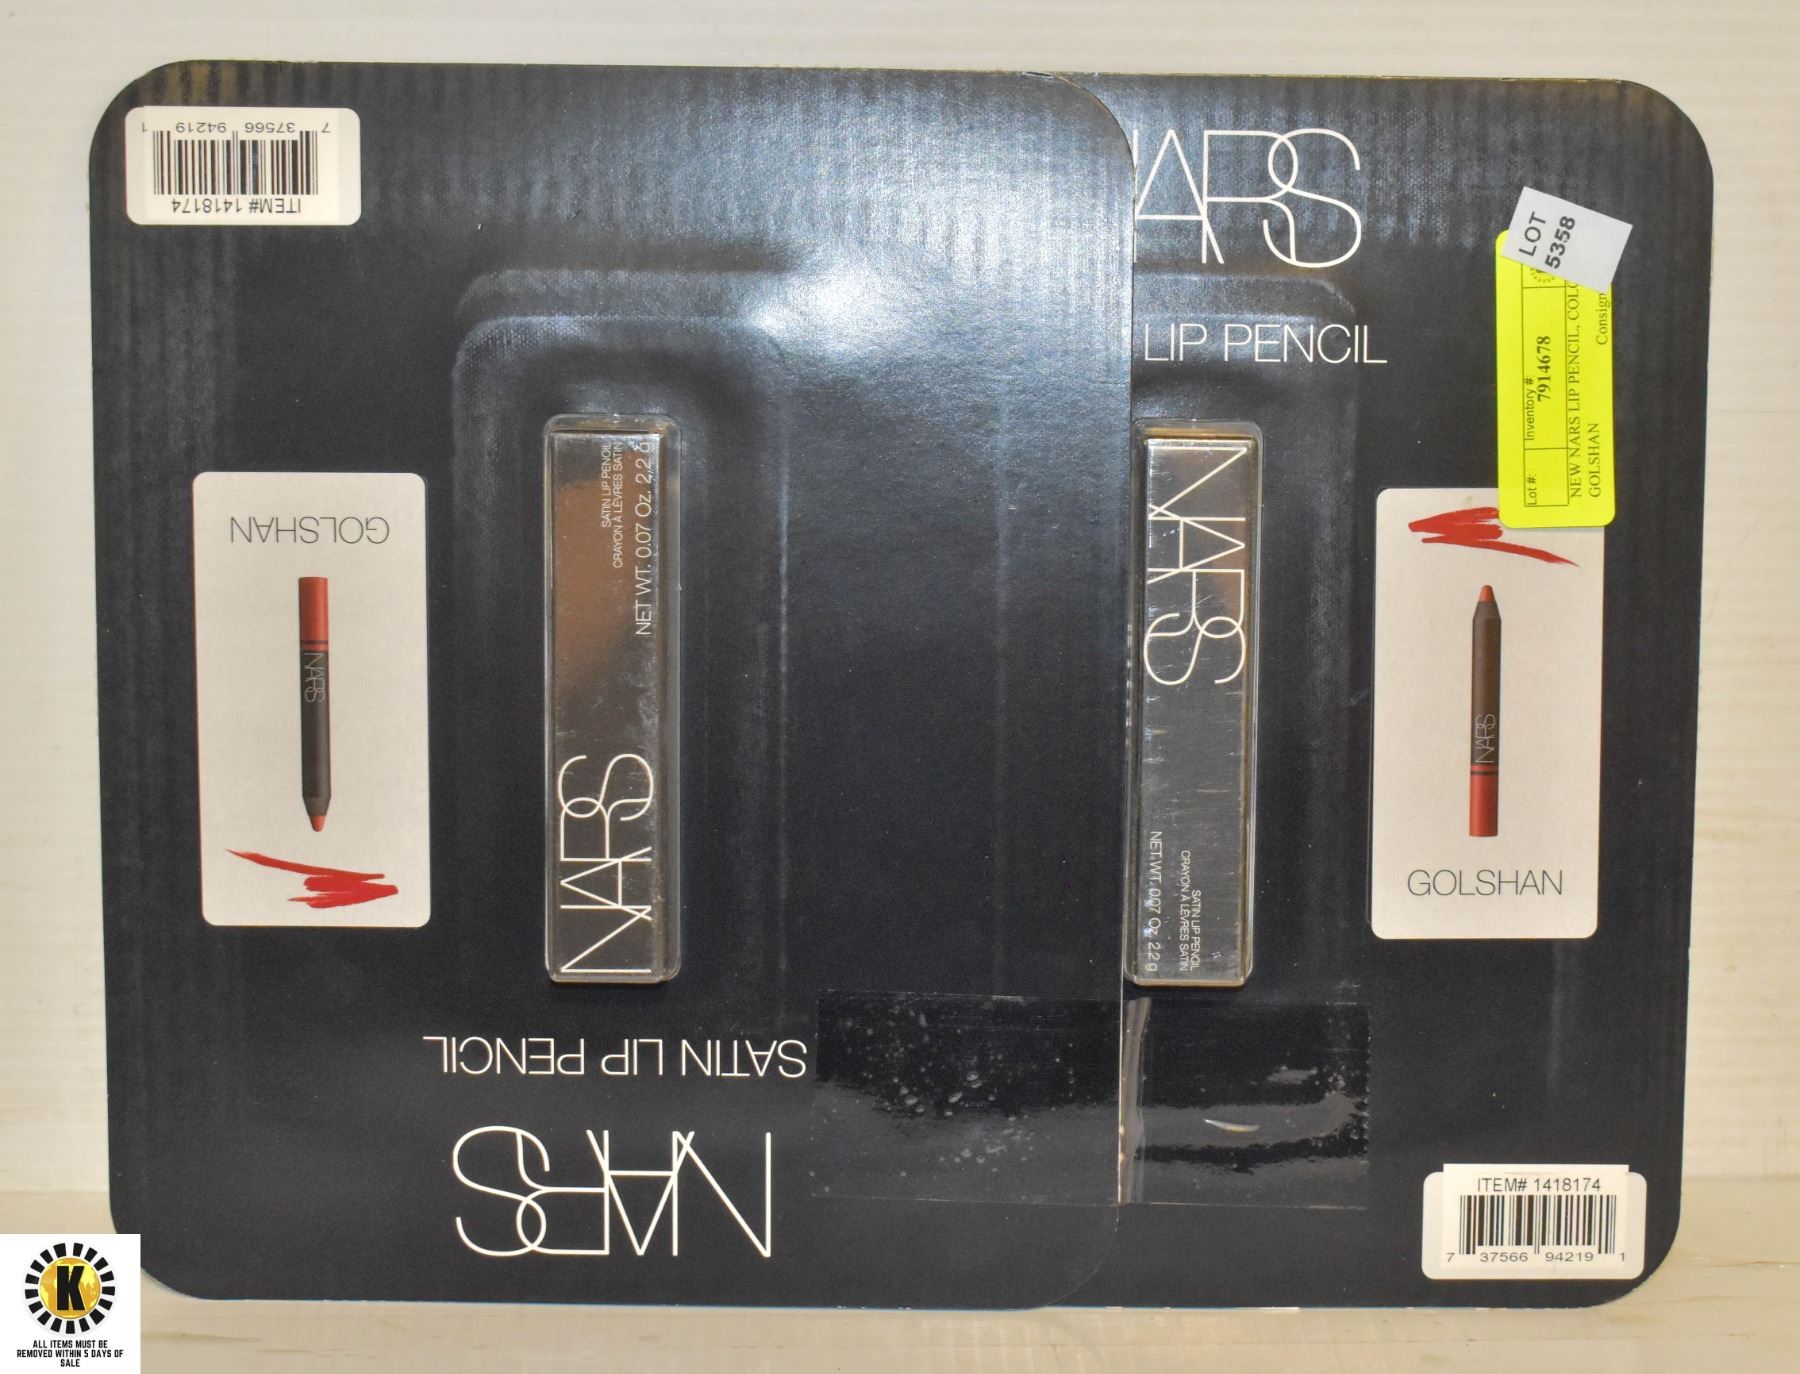 7 37566 94219 1
ITEM# 1418174
GOLSHAN
NARS
SATIN LIP PENCIL
CRAYON À LÈVRES SATIN
NET WT. 0.07 Oz. 2.2 g
NARS
SATIN LIP PENCIL
NARS
ARS
LIP PENCIL
NARS
SATIN LIP PENCIL
CRAYON À LÈVRES SATIN
NET.WT. 0.07 Oz. 2.2 g
LOT
5358
Lot #:
Inventory #:
7914678
NEW NARS LIP PENCIL, COLO
GOLSHAN
Consign
NARS
GOLSHAN
ITEM# 1418174
7 37566 94219 1
K
ALL ITEMS MUST BE
REMOVED WITHIN 5 DAYS OF
SALE